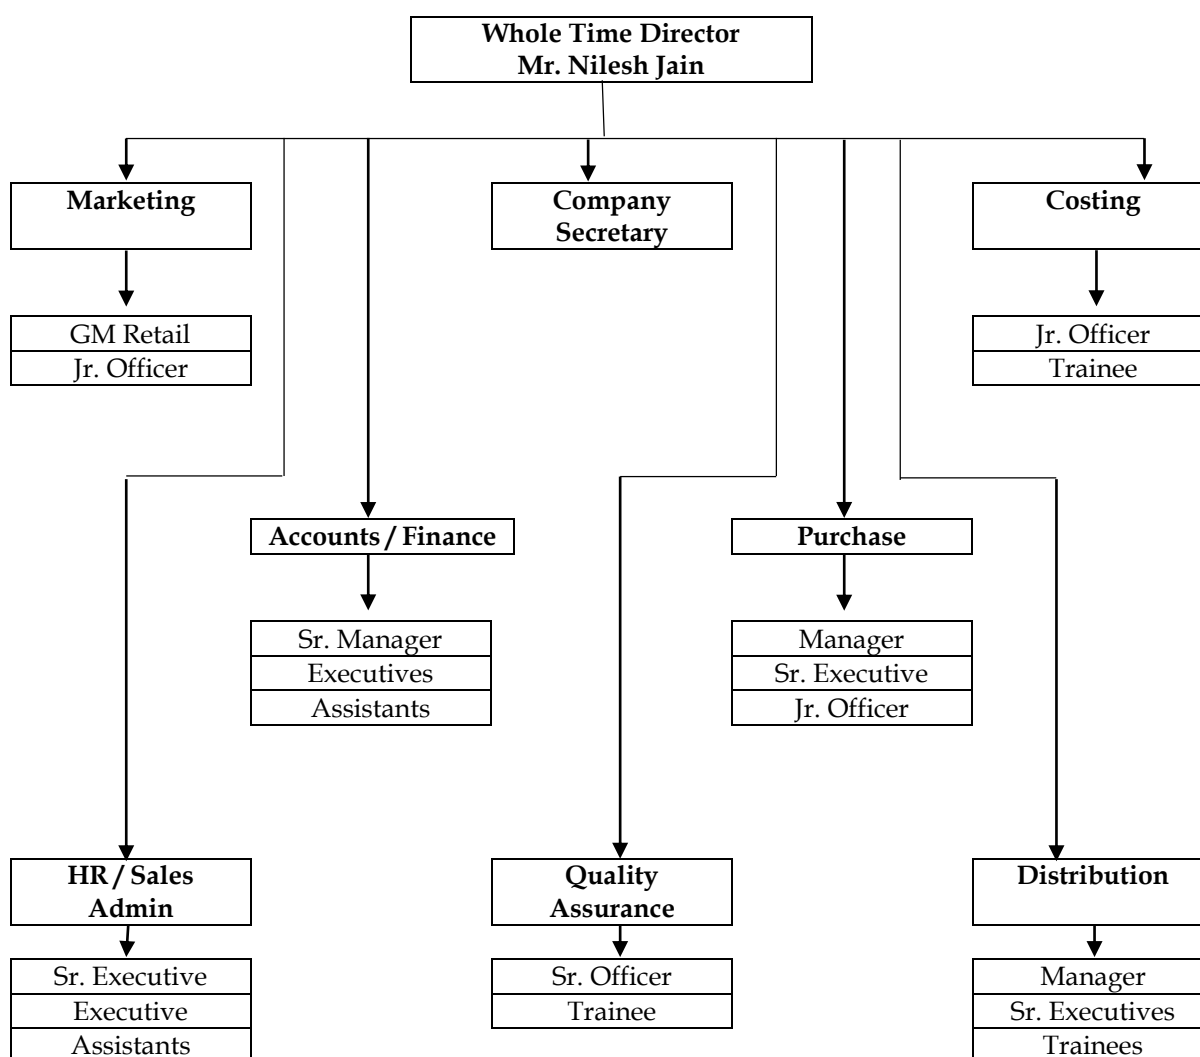 Whole Time Director
Mr. Nilesh Jain
Marketing
Company
Secretary
Costing
GM Retail
Jr. Officer
Jr. Officer
Trainee
Accounts / Finance
Purchase
Sr. Manager
Executives
Assistants
Manager
Sr. Executive
Jr. Officer
HR / Sales
Admin
Quality
Assurance
Distribution
Sr. Executive
Executive
Assistants
Sr. Officer
Trainee
Manager
Sr. Executives
Trainees